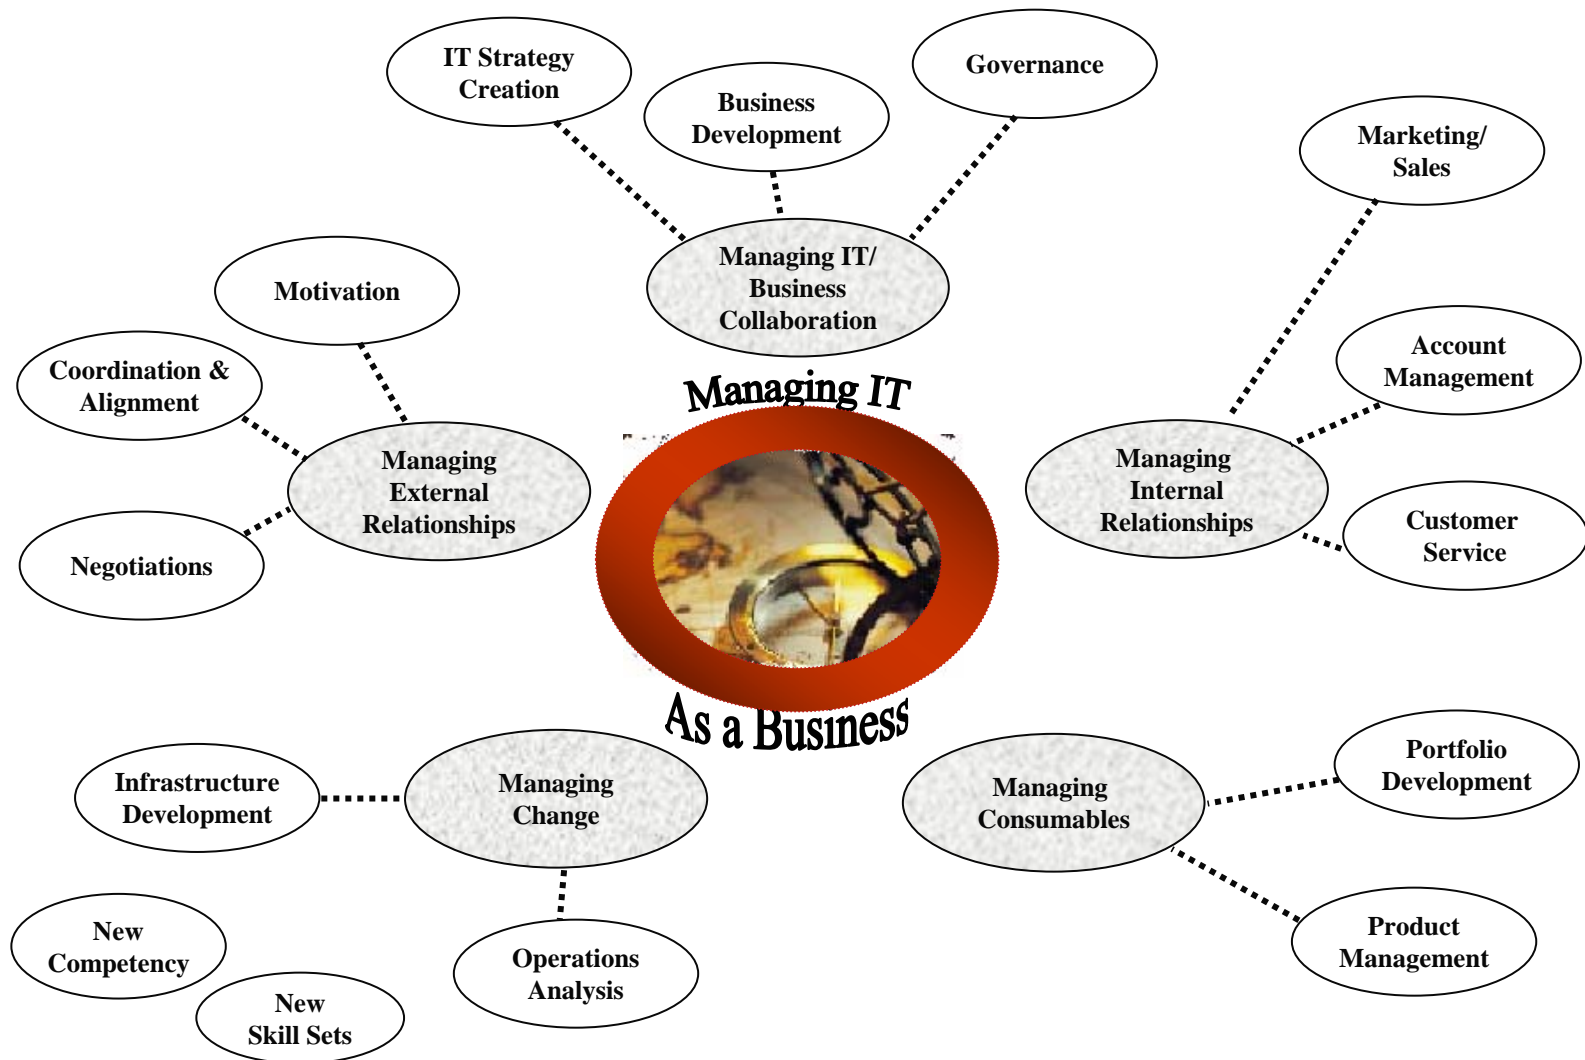 IT Strategy
Creation
Business
Development
Governance
Marketing/
Sales
Managing IT/
Business
Collaboration
Motivation
Coordination &
Alignment
Negotiations
Managing
External
Relationships
Managing IT
As a Business
Managing
Internal
Relationships
Account
Management
Customer
Service
Infrastructure
Development
Managing
Change
New
Competency
New
Skill Sets
Operations
Analysis
Managing
Consumables
Portfolio
Development
Product
Management